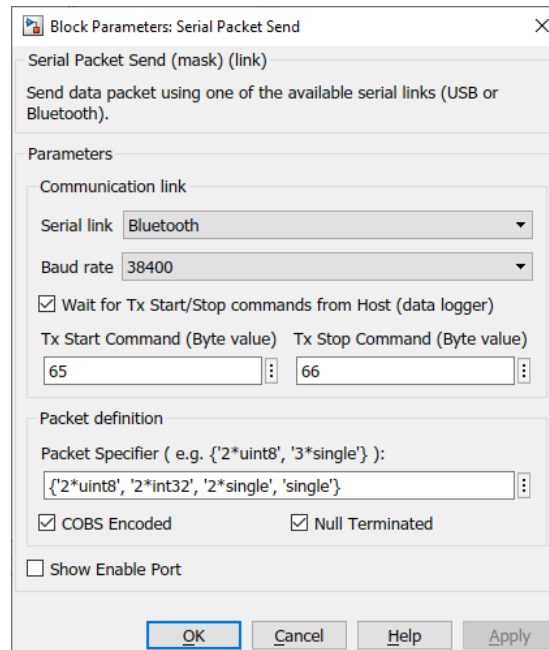 Block Parameters: Serial Packet Send
Serial Packet Send (mask) (link)
Send data packet using one of the available serial links (USB or
Bluetooth).
Parameters
Communication link
Serial link Bluetooth
Baud rate 38400
Wait for Tx Start/Stop commands from Host (data logger)
Tx Start Command (Byte value) Tx Stop Command (Byte value)
65 66
Packet definition
Packet Specifier ( e.g. {'2*uint8', '3*single'} ):
{'2*uint8', '2*int32', '2*single', 'single'}
COBS Encoded Null Terminated
Show Enable Port
OK Cancel Help Apply